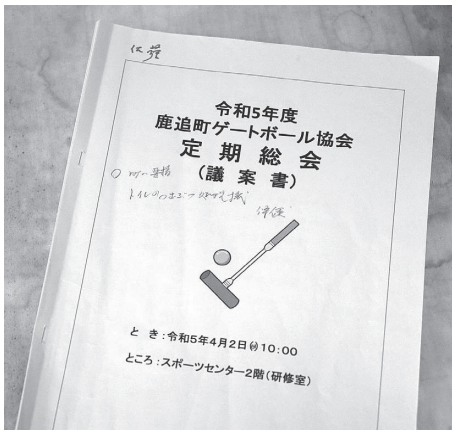 令和5年度
鹿追町ゲートボール協会
定期総会
(議案書)
と き:令和5年4月2日㈰10:00
ところ:スポーツセンター2階(研修室)